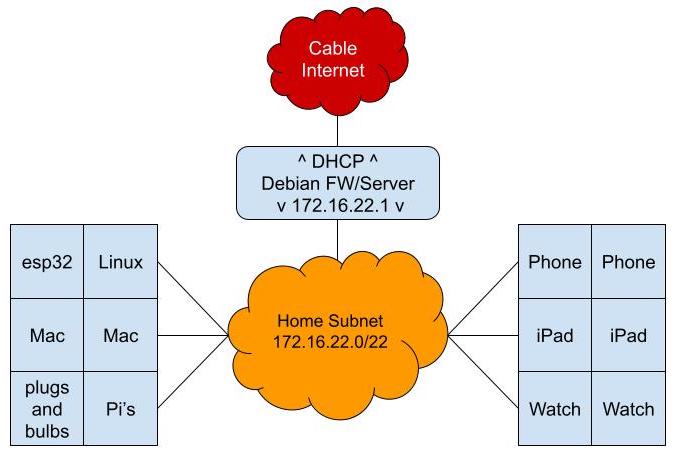 Cable
Internet
^ DHCP ^
Debian FW/Server
v 172.16.22.1 v
esp32
Linux
Mac
Mac
plugs
and
bulbs
Pi's
Home Subnet
172.16.22.0/22
Phone
Phone
iPad
iPad
Watch
Watch